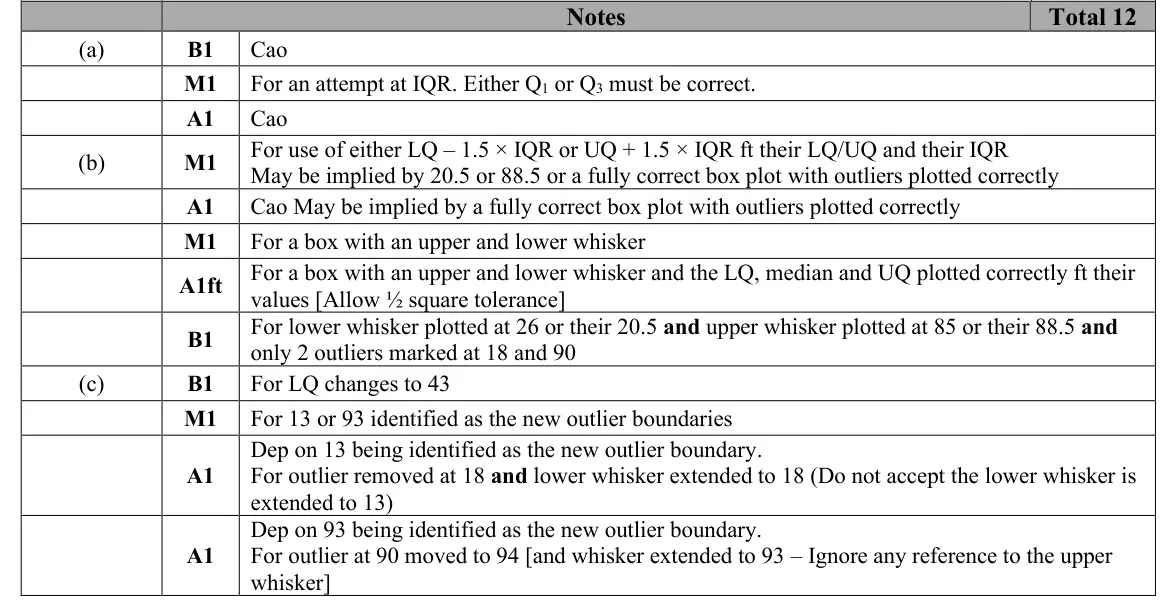 Notes Total 12
(a) B1 Cao
M1 For an attempt at IQR. Either Q₁ or Q₃ must be correct.
A1 Cao
(b) M1 For use of either LQ – 1.5 × IQR or UQ + 1.5 × IQR ft their LQ/UQ and their IQR
May be implied by 20.5 or 88.5 or a fully correct box plot with outliers plotted correctly
A1 Cao May be implied by a fully correct box plot with outliers plotted correctly
M1 For a box with an upper and lower whisker
A1ft For a box with an upper and lower whisker and the LQ, median and UQ plotted correctly ft their
values [Allow ½ square tolerance]
B1 For lower whisker plotted at 26 or their 20.5 and upper whisker plotted at 85 or their 88.5 and
only 2 outliers marked at 18 and 90
(c) B1 For LQ changes to 43
M1 For 13 or 93 identified as the new outlier boundaries
A1 Dep on 13 being identified as the new outlier boundary.
For outlier removed at 18 and lower whisker extended to 18 (Do not accept the lower whisker is
extended to 13)
A1 Dep on 93 being identified as the new outlier boundary.
For outlier at 90 moved to 94 [and whisker extended to 93 – Ignore any reference to the upper
whisker]